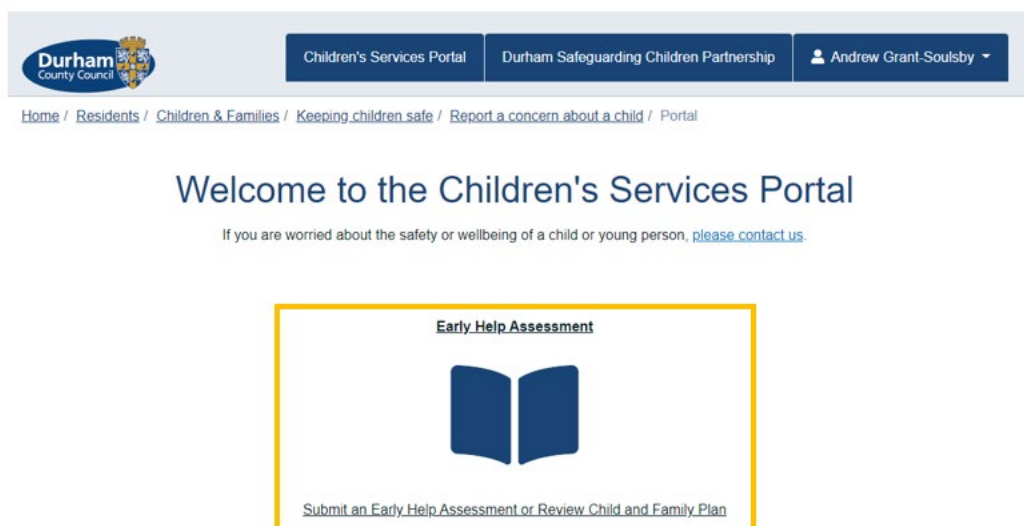 Durham
County Council
Children's Services Portal
Durham Safeguarding Children Partnership
Andrew Grant-Soulsby
Home / Residents / Children & Families / Keeping children safe / Report a concern about a child / Portal
Welcome to the Children's Services Portal
If you are worried about the safety or wellbeing of a child or young person, please contact us.
Early Help Assessment
Submit an Early Help Assessment or Review Child and Family Plan